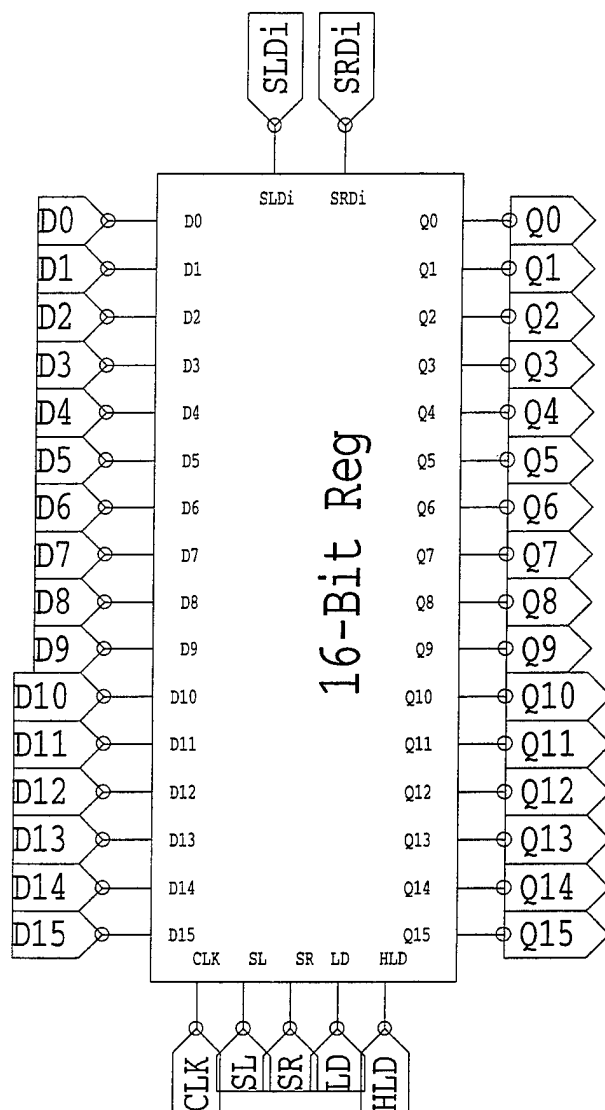 SLDi SRDi
SLDi SRDi
D0 D0 Q0 Q0
D1 D1 Q1 Q1
D2 D2 Q2 Q2
D3 D3 Q3 Q3
D4 D4 Q4 Q4
D5 D5 Q5 Q5
D6 D6 Q6 Q6
D7 D7 Q7 Q7
D8 D8 Q8 Q8
D9 D9 Q9 Q9
16-Bit Reg
D10 D10 Q10 Q10
D11 D11 Q11 Q11
D12 D12 Q12 Q12
D13 D13 Q13 Q13
D14 D14 Q14 Q14
D15 D15 Q15 Q15
CLK SL SR LD HLD
CLK SL SR LD HLD